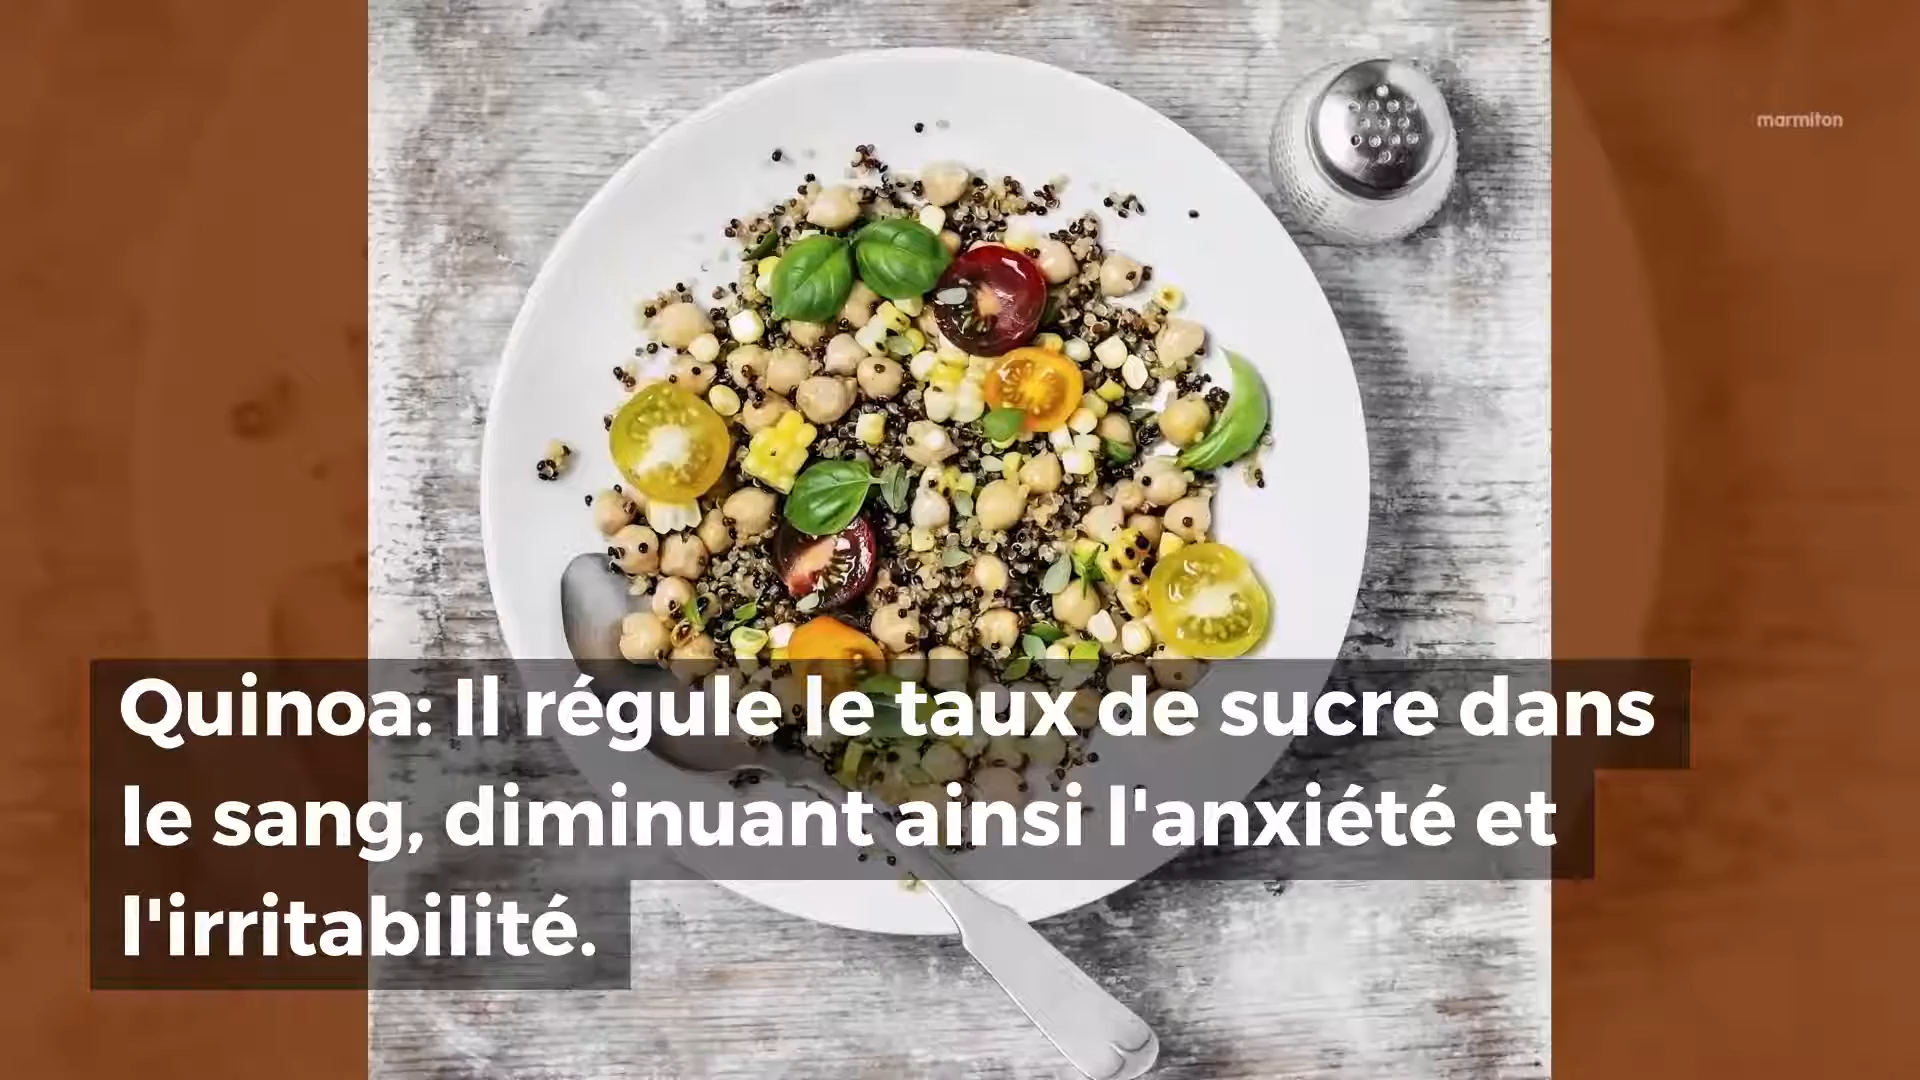 marmiton
Quinoa: Il régule le taux de sucre dans
le sang, diminuant ainsi l'anxiété et
l'irritabilité.